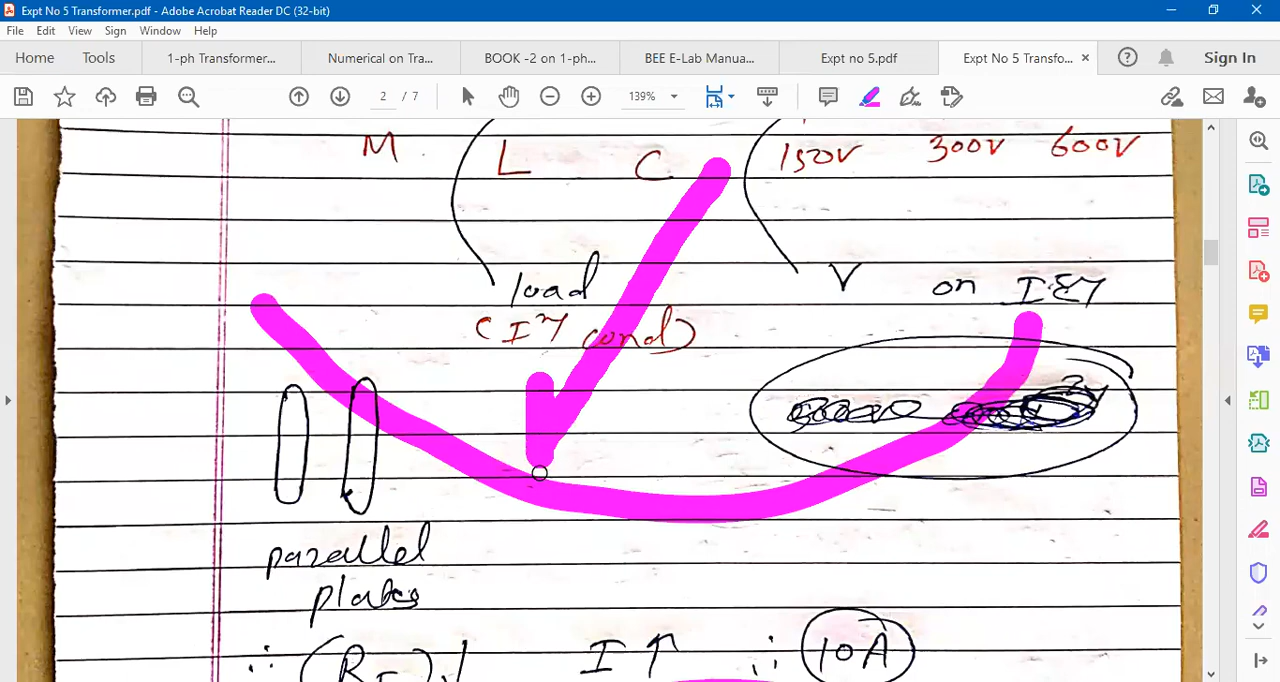 Expt No 5 Transformer.pdf - Adobe Acrobat Reader DC (32-bit)
File Edit View Sign Window Help
Home Tools 1-ph Transformer... Numerical on Tra... BOOK -2 on 1-ph... BEE E-Lab Manua... Expt no 5.pdf Expt No 5 Transfo... × Sign In
2 / 7 139%
M L C 150V 300V 600V
load V on
parallel
plates
∴ I ↑ ∴ 10A